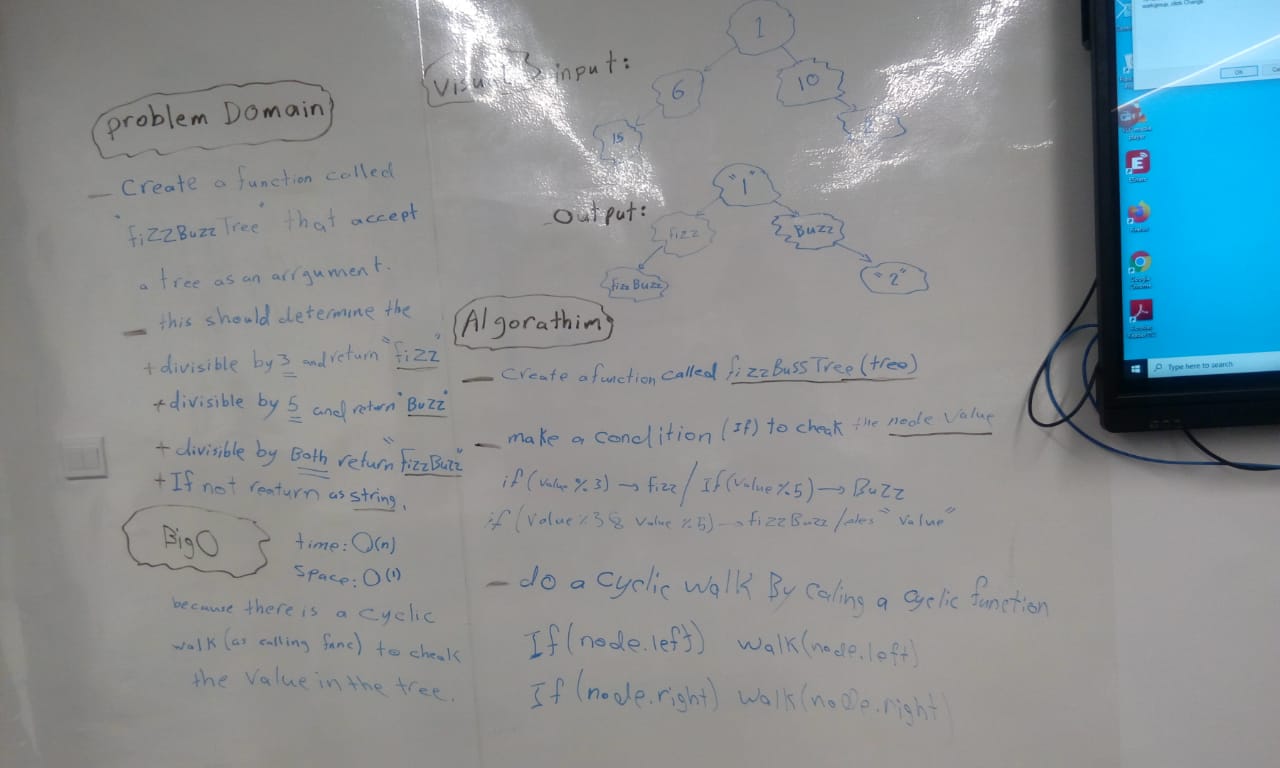 problem Domain
— Create a function called
"fiZZBuzzTree" that accept
a tree as an arrgument.
— this should determine the
+ divisible by 3 and return "fiZZ"
+ divisible by 5 and return "BuZZ"
+ divisible by Both return "FizzBuzz"
+ If not reaturn as string.
BigO
time: O(n)
Space: O(1)
because there is a cyclic
walk (as calling func) to cheak
the value in the tree.
input:
1
6
10
15
2
Output:
"1"
fizz
Buzz
fizzBuzz
"2"
Algorathim
— create a function called fizzBussTree(tree)
— make a condition (If) to cheak the node value
if (value % 3) → fizz / If (value % 5) → BuZZ
if (value % 3 & value % 5) → fizzBuzz / "value"
— do a cyclic walk By caling a cyclic function
If (node.left) walk(node.left)
If (node.right) walk(node.right)
workgroup, click Change.
OK
Type here to search